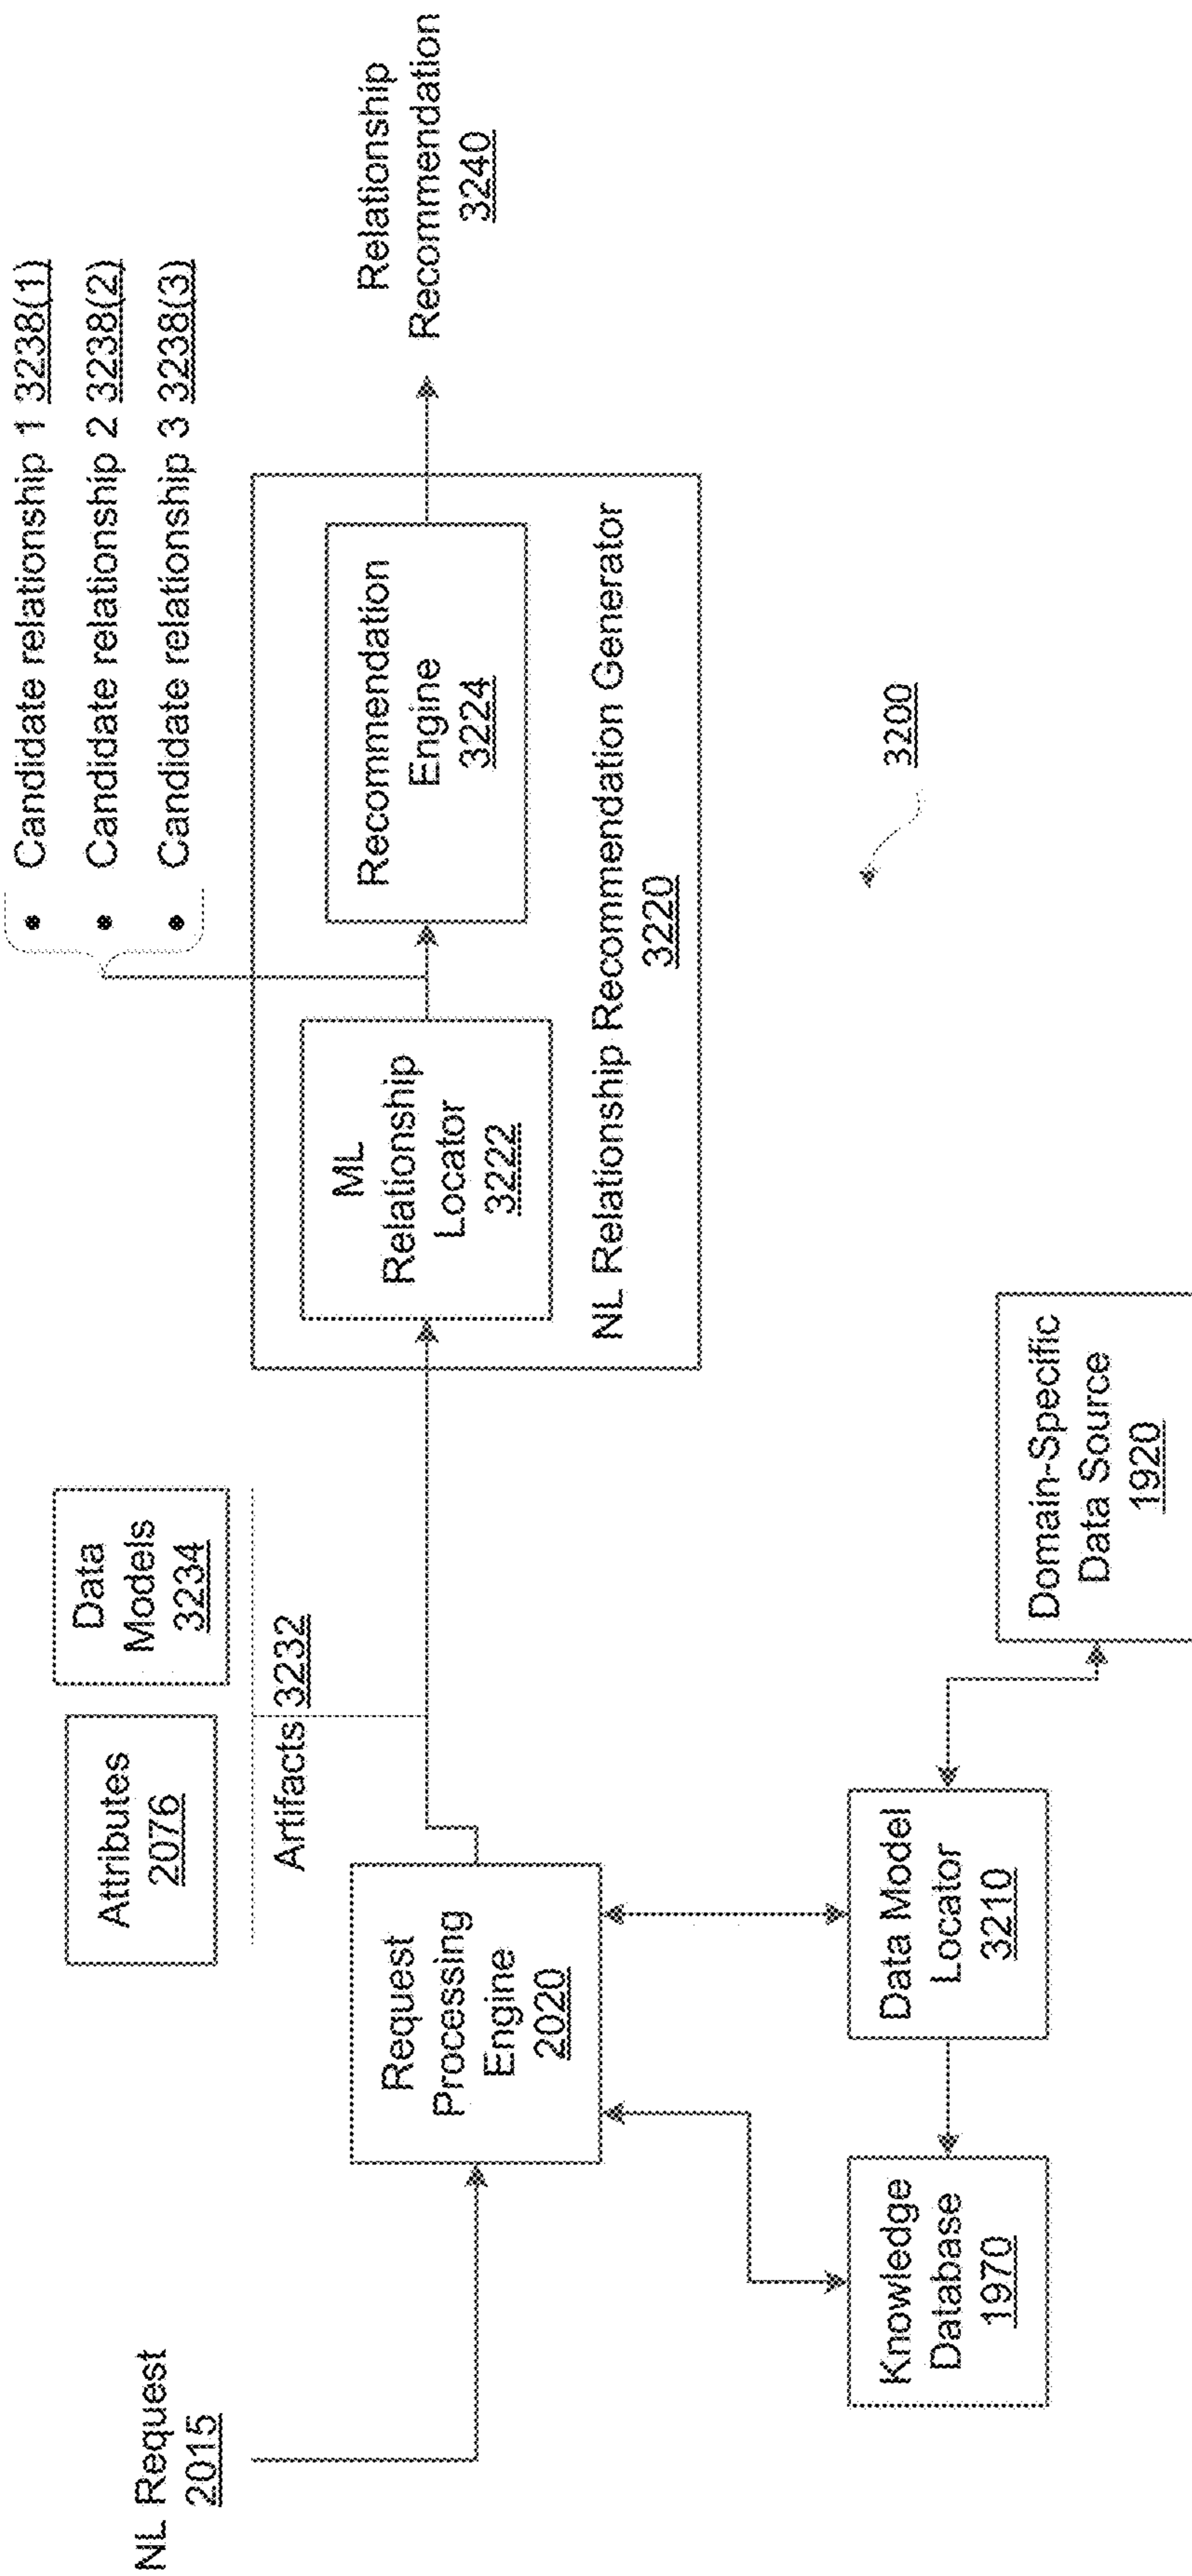 NL Request
2015
Request
Processing
Engine
2020
Knowledge
Database
1970
Data Model
Locator
3210
Domain-Specific
Data Source
1920
Attributes
2076
Data
Models
3234
Artifacts 3232
ML
Relationship
Locator
3222
Recommendation
Engine
3224
NL Relationship Recommendation Generator
3220
• Candidate relationship 1 3238(1)
• Candidate relationship 2 3238(2)
• Candidate relationship 3 3238(3)
Relationship
Recommendation
3240
3200